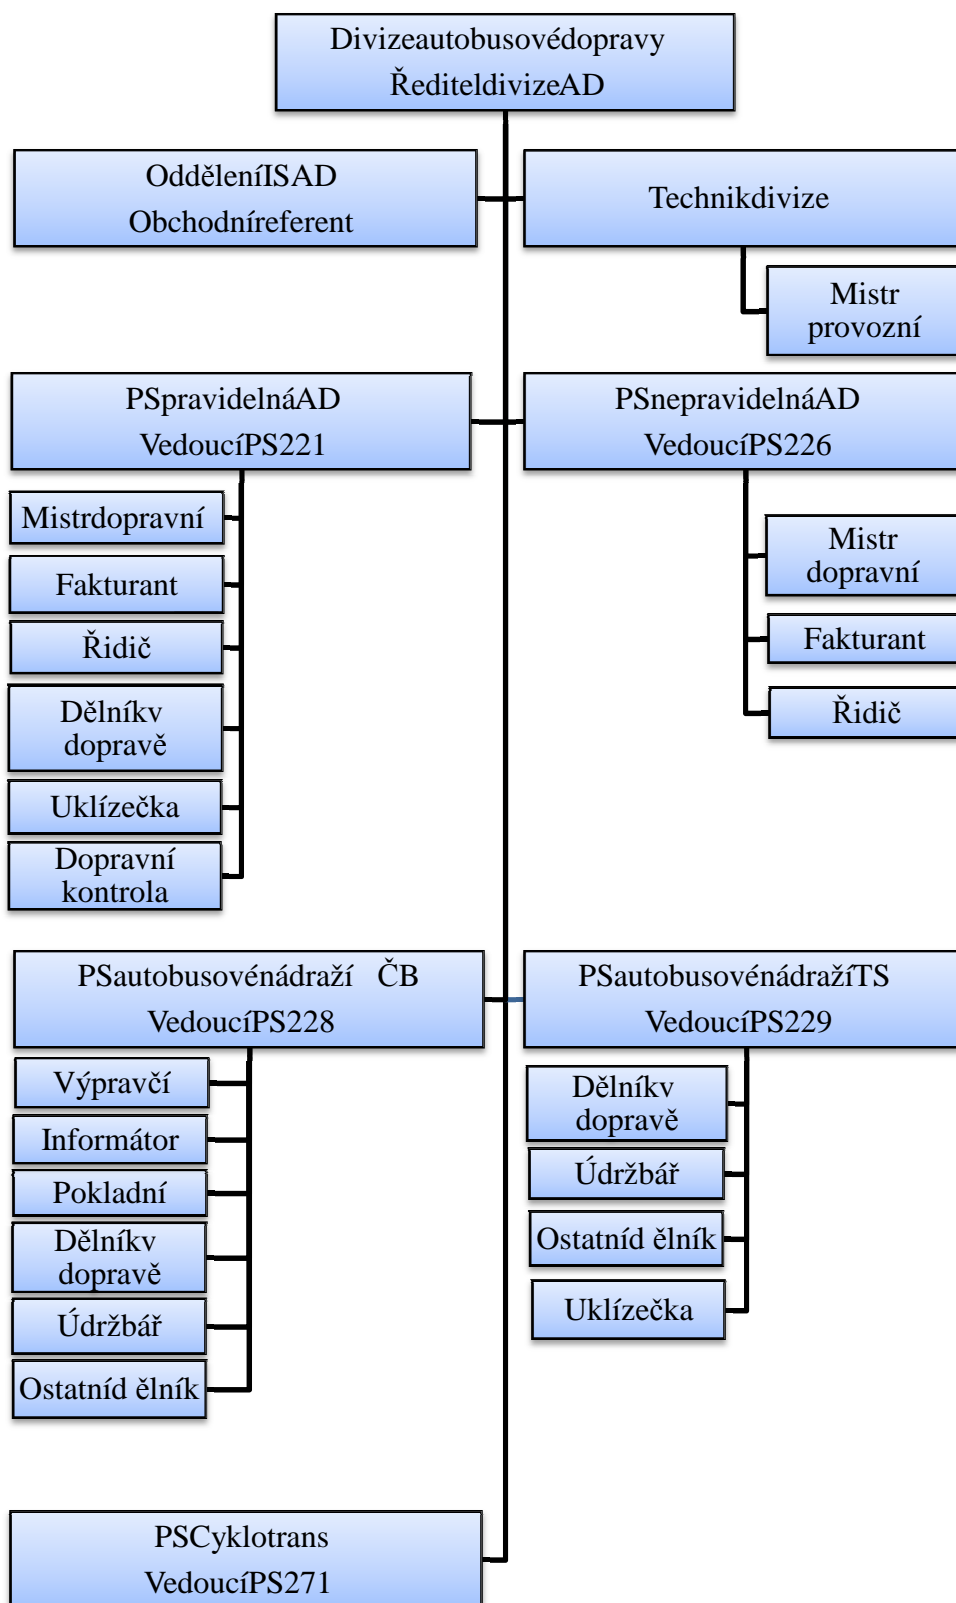 Divizeautobusovédopravy
ŘediteldivizeAD
OdděleníISAD
Obchodníreferent
Technikdivize
Mistr
provozní
PSpravidelnáAD
VedoucíPS221
PSnepravidelnáAD
VedoucíPS226
Mistrdopravní
Fakturant
Řidič
Dělníkv
dopravě
Uklízečka
Dopravní
kontrola
Mistr
dopravní
Fakturant
Řidič
PSautobusovénádraží ČB
VedoucíPS228
PSautobusovénádražíTS
VedoucíPS229
Výpravčí
Informátor
Pokladní
Dělníkv
dopravě
Údržbář
Ostatníd ělník
Dělníkv
dopravě
Údržbář
Ostatníd ělník
Uklízečka
PSCyklotrans
VedoucíPS271